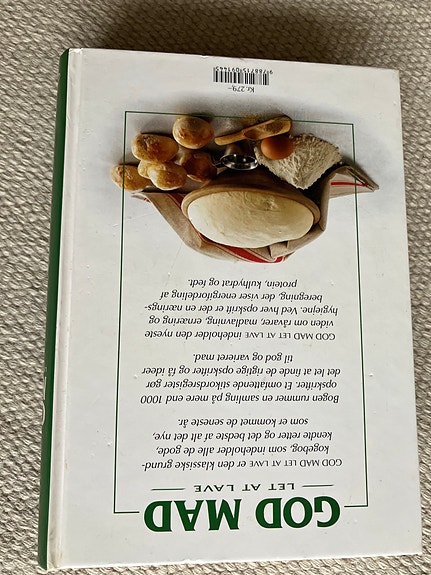 GOD MAD
LET AT LAVE
GOD MAD LET AT LAVE er den klassiske grund-
kogebog, som indeholder alle de gode,
kendte retter og det bedste af alt det nye,
som er kommet de seneste år.
Bogen rummer en samling på mere end 1000
opskrifter. Et omfattende stikordsregister gør
det let at finde de rigtige opskrifter og få ideer
til god og varieret mad.
GOD MAD LET AT LAVE indeholder den nyeste
viden om råvarer, madlavning, ernæring og
hygiejne. Ved hver opskrift er der en nærings-
beregning, der viser energifordeling af
protein, kulhydrat og fedt.
Kr. 279,-
9788715091445